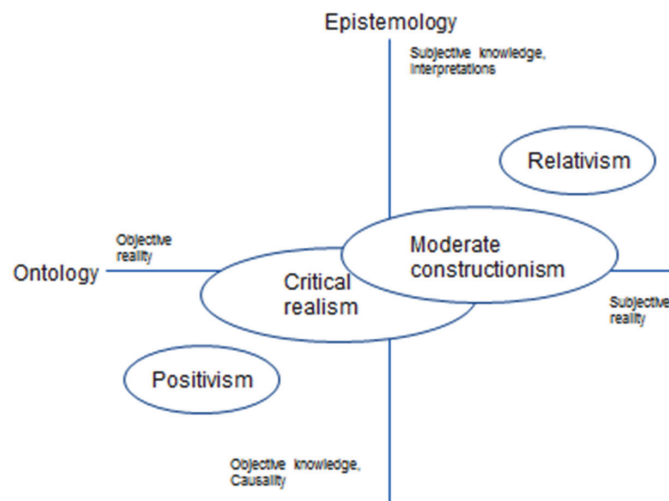 Epistemology
Subjective knowledge,
Interpretations
Relativism
Objective
reality
Moderate
constructionism
Ontology
Critical
realism
Subjective
reality
Positivism
Objective knowledge,
Causality